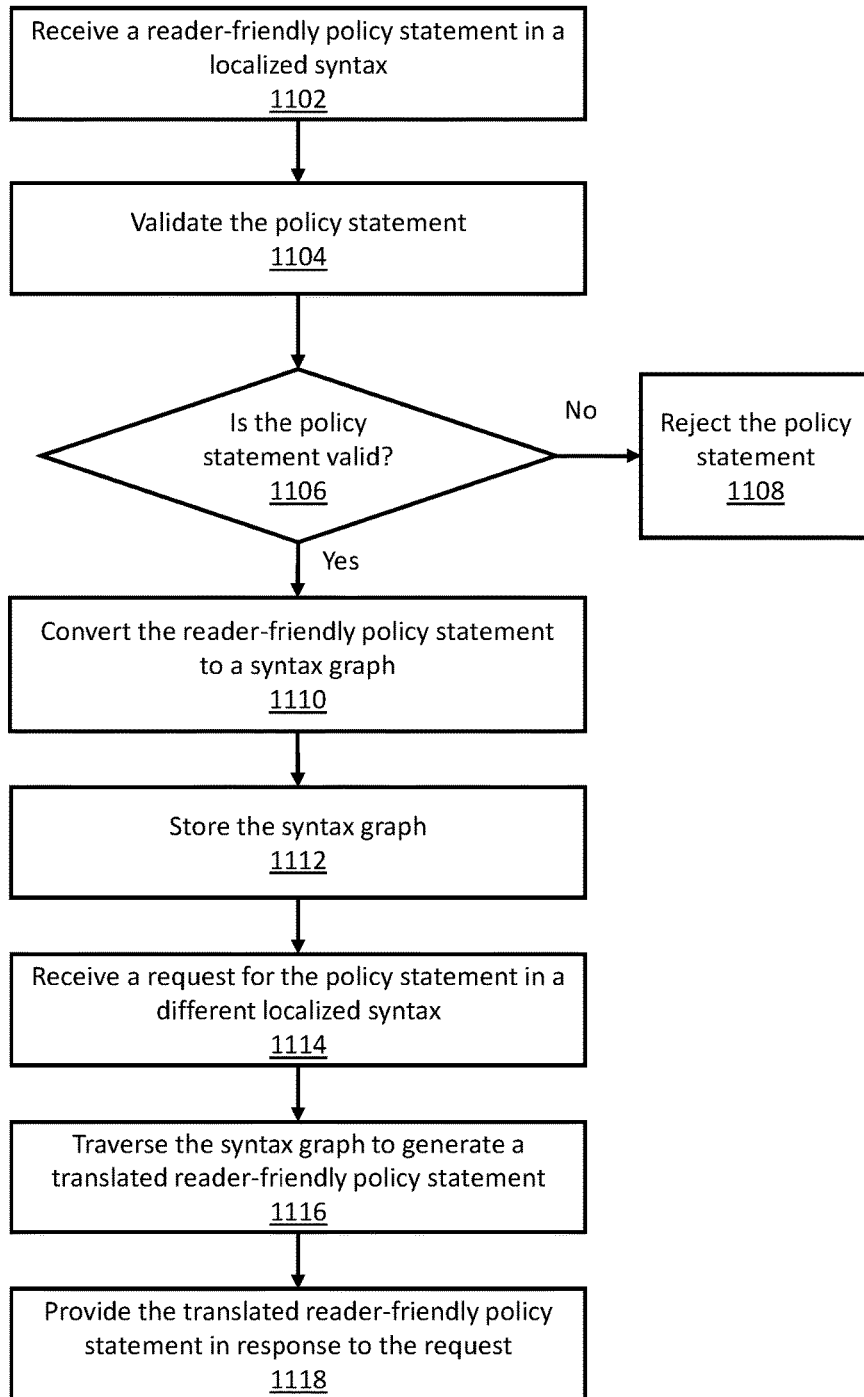 Receive a reader-friendly policy statement in a
localized syntax
1102
Validate the policy statement
1104
Is the policy
statement valid?
1106
No
Reject the policy
statement
1108
Yes
Convert the reader-friendly policy statement
to a syntax graph
1110
Store the syntax graph
1112
Receive a request for the policy statement in a
different localized syntax
1114
Traverse the syntax graph to generate a
translated reader-friendly policy statement
1116
Provide the translated reader-friendly policy
statement in response to the request
1118